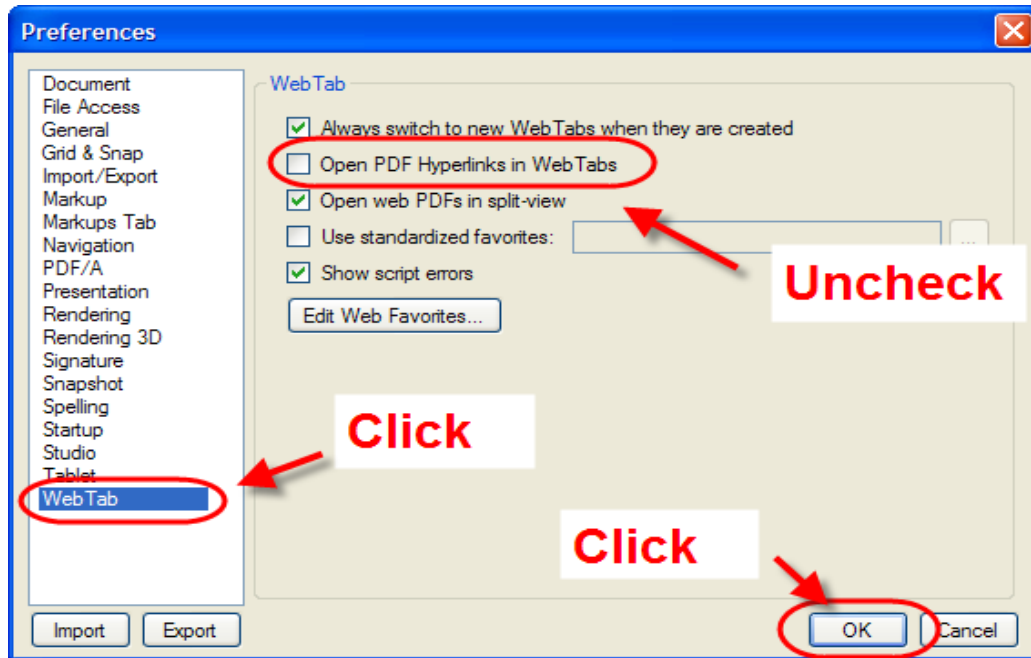 Preferences
Document
File Access
General
Grid & Snap
Import/Export
Markup
Markups Tab
Navigation
PDF/A
Presentation
Rendering
Rendering 3D
Signature
Snapshot
Spelling
Startup
Studio
Tablet
WebTab
WebTab
Always switch to new WebTabs when they are created
Open PDF Hyperlinks in WebTabs
Open web PDFs in split-view
Use standardized favorites:
...
Show script errors
Edit Web Favorites...
Uncheck
Click
Click
Import
Export
OK
Cancel